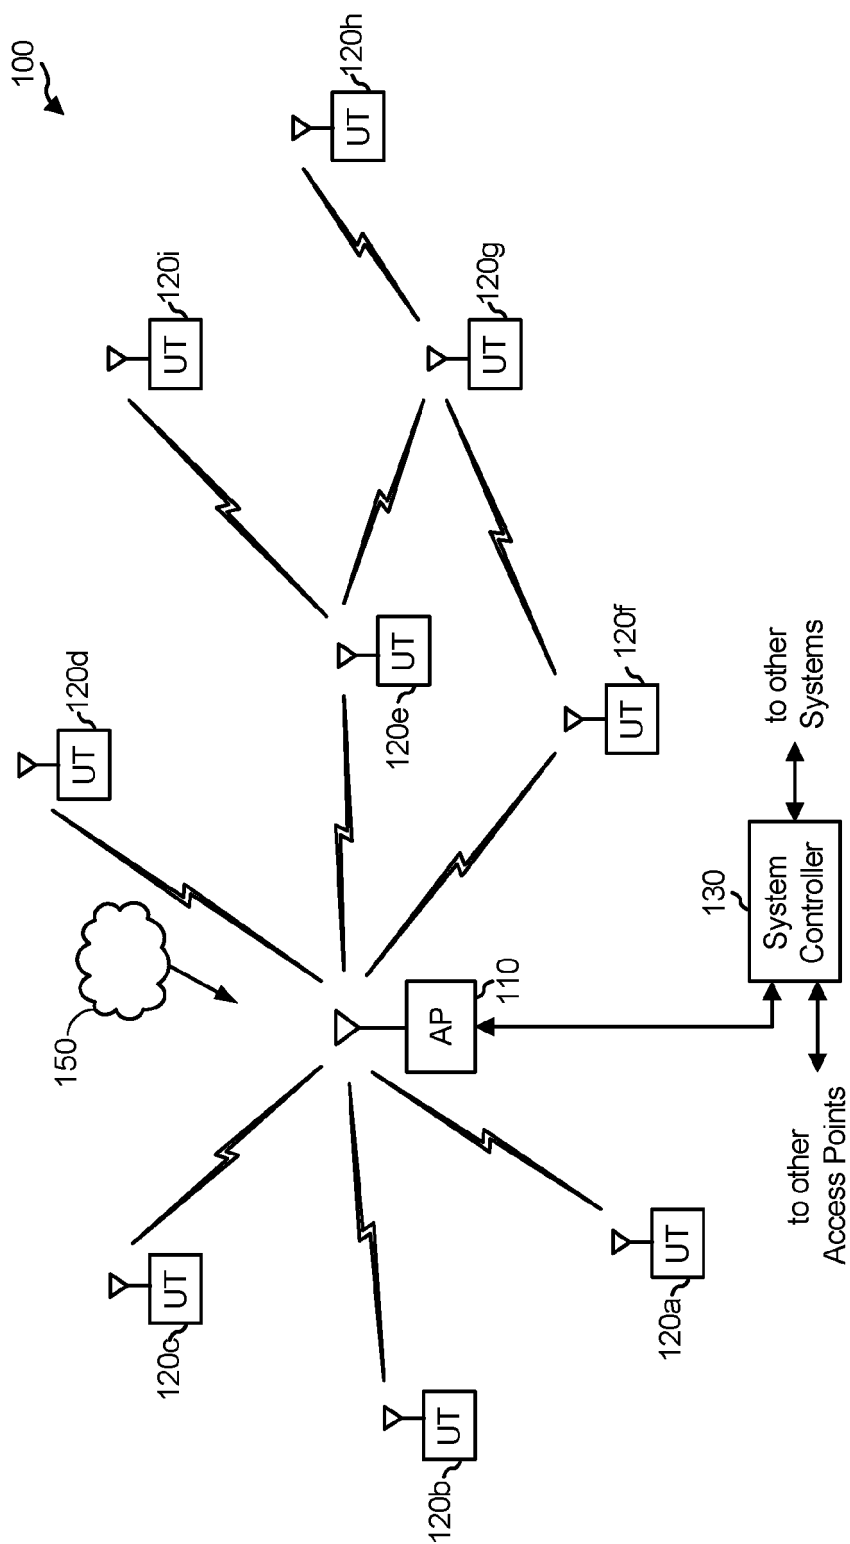 100
120h
UT
120i
UT
120g
UT
120d
UT
120e
UT
120f
UT
150
AP
110
130
System
Controller
to other
Systems
to other
Access Points
120c
UT
120b
UT
120a
UT